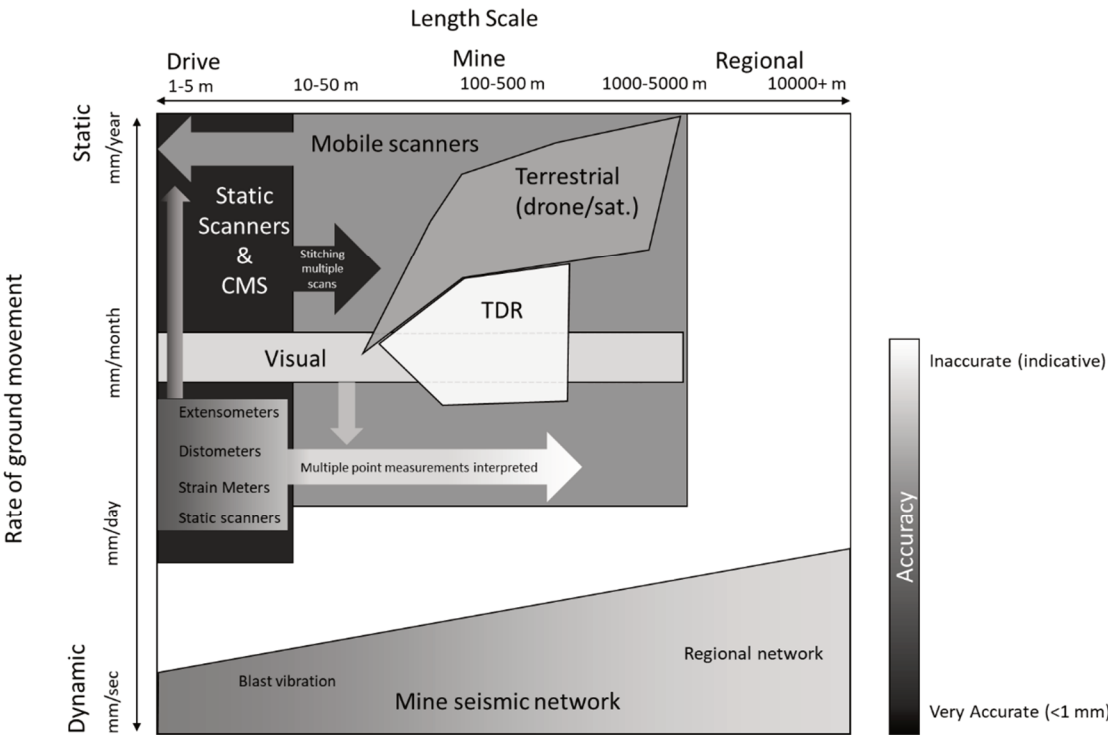 Length Scale
Drive
Mine
Regional
1-5 m
10-50 m
100-500 m
1000-5000 m
10000+ m
Rate of ground movement
Static
mm/year
mm/month
mm/day
Dynamic
mm/sec
Mobile scanners
Terrestrial
(drone/sat.)
Static
Scanners
&
CMS
Stitching
multiple
scans
TDR
Visual
Extensometers
Distometers
Strain Meters
Static scanners
Multiple point measurements interpreted
Blast vibration
Mine seismic network
Regional network
Accuracy
Inaccurate (indicative)
Very Accurate (<1 mm)